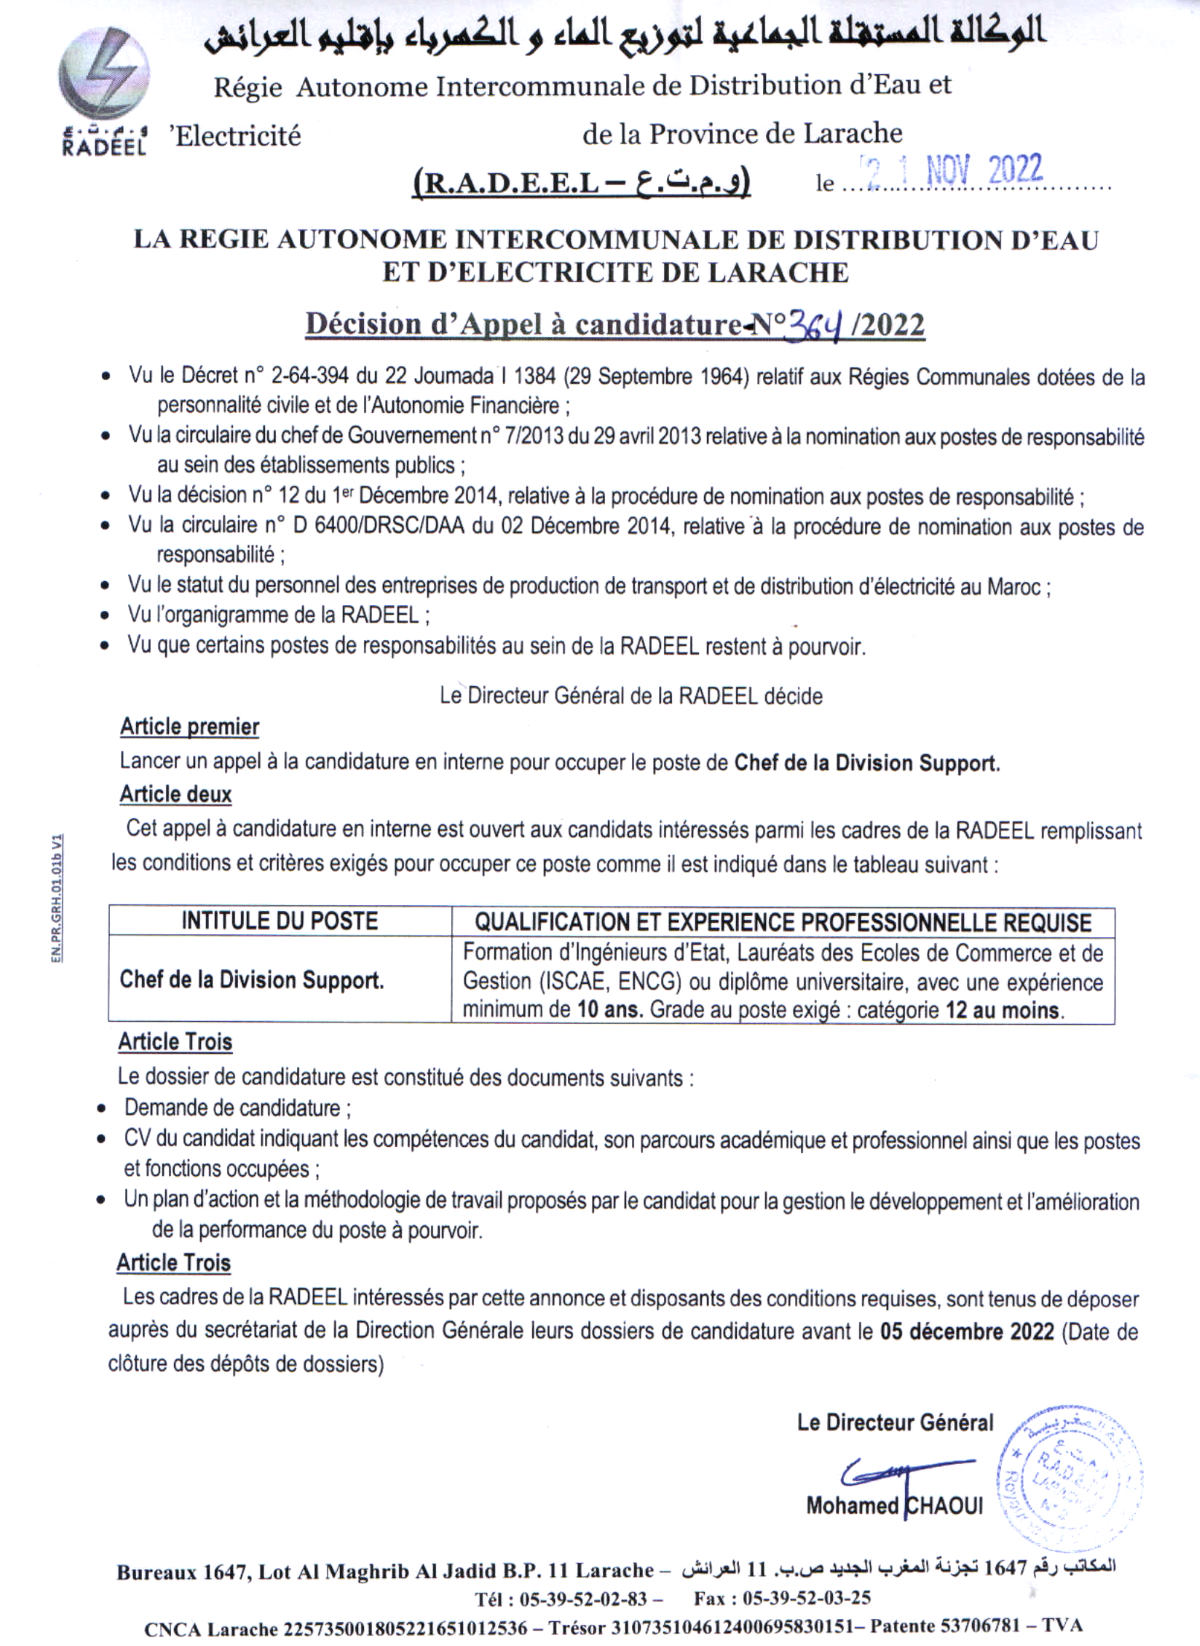 الوكالة المستقلة الجماعية لتوزيع الماء و الكهرباء بإقليم العرائش
Régie Autonome Intercommunale de Distribution d'Eau et
و.م.ت.ع
RADEEL
'Electricité de la Province de Larache
(R.A.D.E.E.L – و.م.ت.ع)
le ... 21 NOV 2022
LA REGIE AUTONOME INTERCOMMUNALE DE DISTRIBUTION D'EAU
ET D'ELECTRICITE DE LARACHE
Décision d'Appel à candidature-N°364/2022
• Vu le Décret n° 2-64-394 du 22 Joumada I 1384 (29 Septembre 1964) relatif aux Régies Communales dotées de la
personnalité civile et de l'Autonomie Financière ;
• Vu la circulaire du chef de Gouvernement n° 7/2013 du 29 avril 2013 relative à la nomination aux postes de responsabilité
au sein des établissements publics ;
• Vu la décision n° 12 du 1er Décembre 2014, relative à la procédure de nomination aux postes de responsabilité ;
• Vu la circulaire n° D 6400/DRSC/DAA du 02 Décembre 2014, relative à la procédure de nomination aux postes de
responsabilité ;
• Vu le statut du personnel des entreprises de production de transport et de distribution d'électricité au Maroc ;
• Vu l'organigramme de la RADEEL ;
• Vu que certains postes de responsabilités au sein de la RADEEL restent à pourvoir.
Le Directeur Général de la RADEEL décide
Article premier
Lancer un appel à la candidature en interne pour occuper le poste de Chef de la Division Support.
Article deux
Cet appel à candidature en interne est ouvert aux candidats intéressés parmi les cadres de la RADEEL remplissant
les conditions et critères exigés pour occuper ce poste comme il est indiqué dans le tableau suivant :
EN.PR.GRH.01.01b V1
INTITULE DU POSTE
QUALIFICATION ET EXPERIENCE PROFESSIONNELLE REQUISE
Chef de la Division Support.
Formation d'Ingénieurs d'Etat, Lauréats des Ecoles de Commerce et de
Gestion (ISCAE, ENCG) ou diplôme universitaire, avec une expérience
minimum de 10 ans. Grade au poste exigé : catégorie 12 au moins.
Article Trois
Le dossier de candidature est constitué des documents suivants :
• Demande de candidature ;
• CV du candidat indiquant les compétences du candidat, son parcours académique et professionnel ainsi que les postes
et fonctions occupées ;
• Un plan d'action et la méthodologie de travail proposés par le candidat pour la gestion le développement et l'amélioration
de la performance du poste à pourvoir.
Article Trois
Les cadres de la RADEEL intéressés par cette annonce et disposants des conditions requises, sont tenus de déposer
auprès du secrétariat de la Direction Générale leurs dossiers de candidature avant le 05 décembre 2022 (Date de
clôture des dépôts de dossiers)
Le Directeur Général
Mohamed CHAOUI
Bureaux 1647, Lot Al Maghrib Al Jadid B.P. 11 Larache – المكاتب رقم 1647 تجزئة المغرب الجديد ص.ب. 11 العرائش
Tél : 05-39-52-02-83 – Fax : 05-39-52-03-25
CNCA Larache 225735001805221651012536 – Trésor 310735104612400695830151– Patente 53706781 – TVA